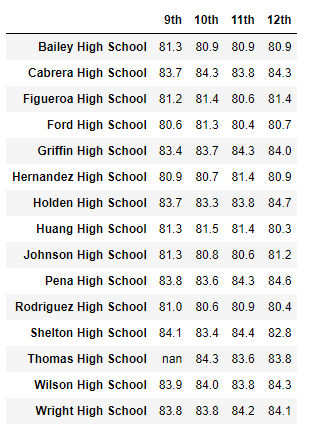 9th 10th 11th 12th
Bailey High School 81.3 80.9 80.9 80.9
Cabrera High School 83.7 84.3 83.8 84.3
Figueroa High School 81.2 81.4 80.6 81.4
Ford High School 80.6 81.3 80.4 80.7
Griffin High School 83.4 83.7 84.3 84.0
Hernandez High School 80.9 80.7 81.4 80.9
Holden High School 83.7 83.3 83.8 84.7
Huang High School 81.3 81.5 81.4 80.3
Johnson High School 81.3 80.8 80.6 81.2
Pena High School 83.8 83.6 84.3 84.6
Rodriguez High School 81.0 80.6 80.9 80.4
Shelton High School 84.1 83.4 84.4 82.8
Thomas High School nan 84.3 83.6 83.8
Wilson High School 83.9 84.0 83.8 84.3
Wright High School 83.8 83.8 84.2 84.1